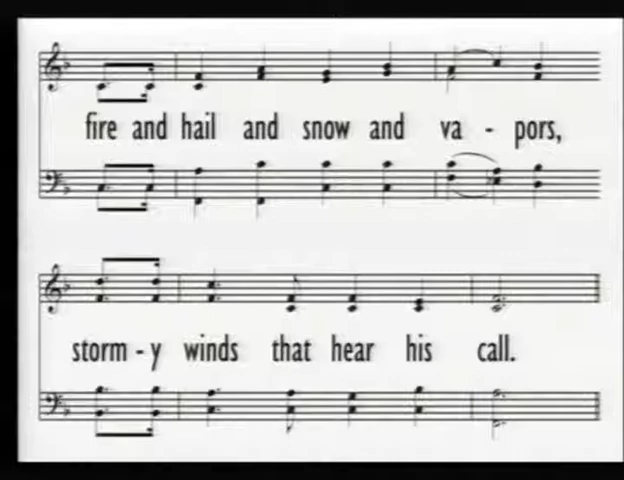 fire and hail and snow and va - pors,
storm - y winds that hear his call.